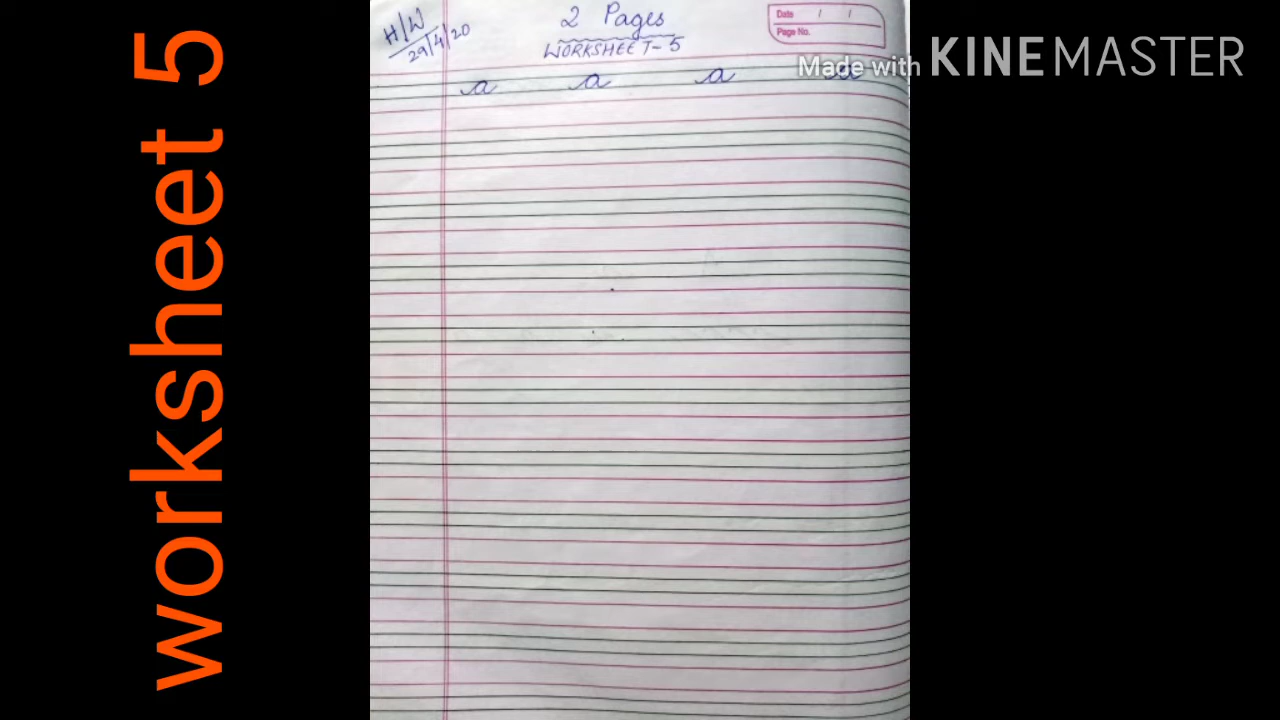 worksheet 5
H/W
29/4/20
2 Pages
WORKSHEET-5
Date / /
Page No.
Made with KINEMASTER
a a a a